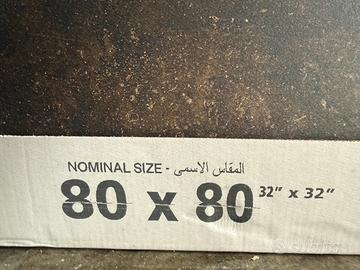 NOMINAL SIZE - المقاس الاسمى
80 x 80 32" x 32"